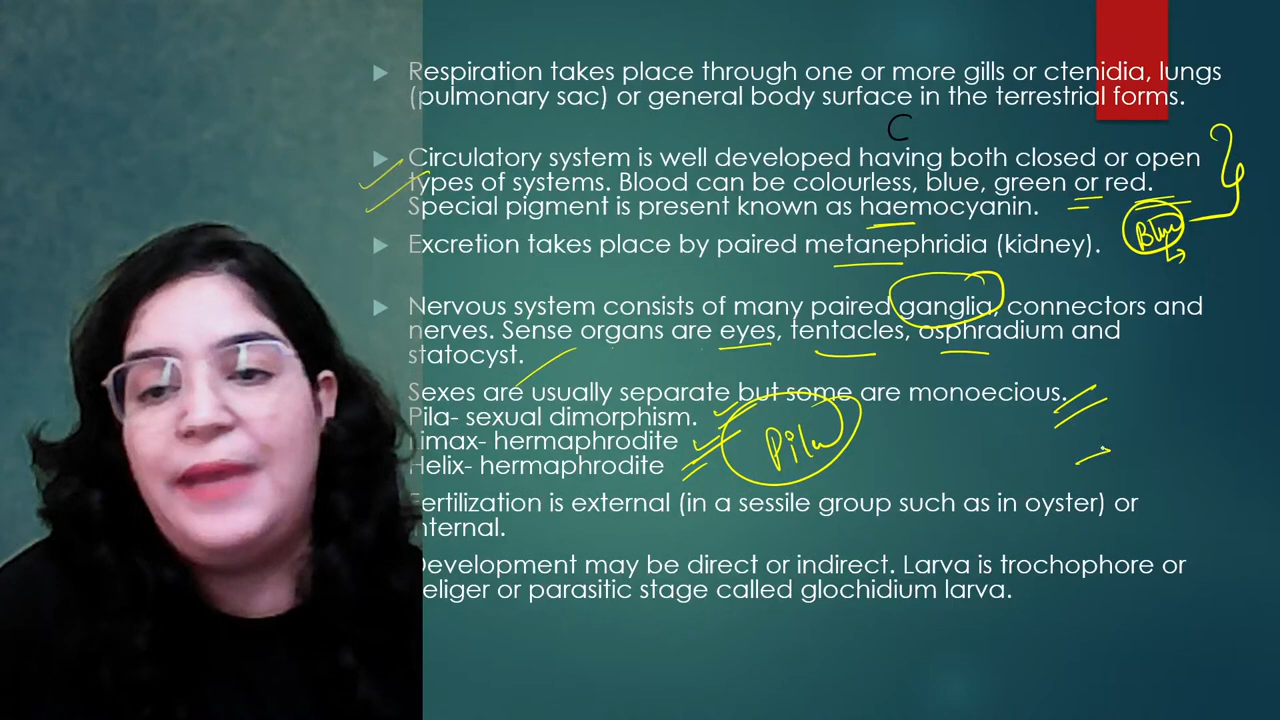 Respiration takes place through one or more gills or ctenidia, lungs
(pulmonary sac) or general body surface in the terrestrial forms.
C
Circulatory system is well developed having both closed or open
types of systems. Blood can be colourless, blue, green or red.
Special pigment is present known as haemocyanin.
Blue
Excretion takes place by paired metanephridia (kidney).
Nervous system consists of many paired ganglia, connectors and
nerves. Sense organs are eyes, tentacles, osphradium and
statocyst.
Sexes are usually separate but some are monoecious.
Pila- sexual dimorphism.
Limax- hermaphrodite
Pila
Helix- hermaphrodite
Fertilization is external (in a sessile group such as in oyster) or
internal.
Development may be direct or indirect. Larva is trochophore or
veliger or parasitic stage called glochidium larva.